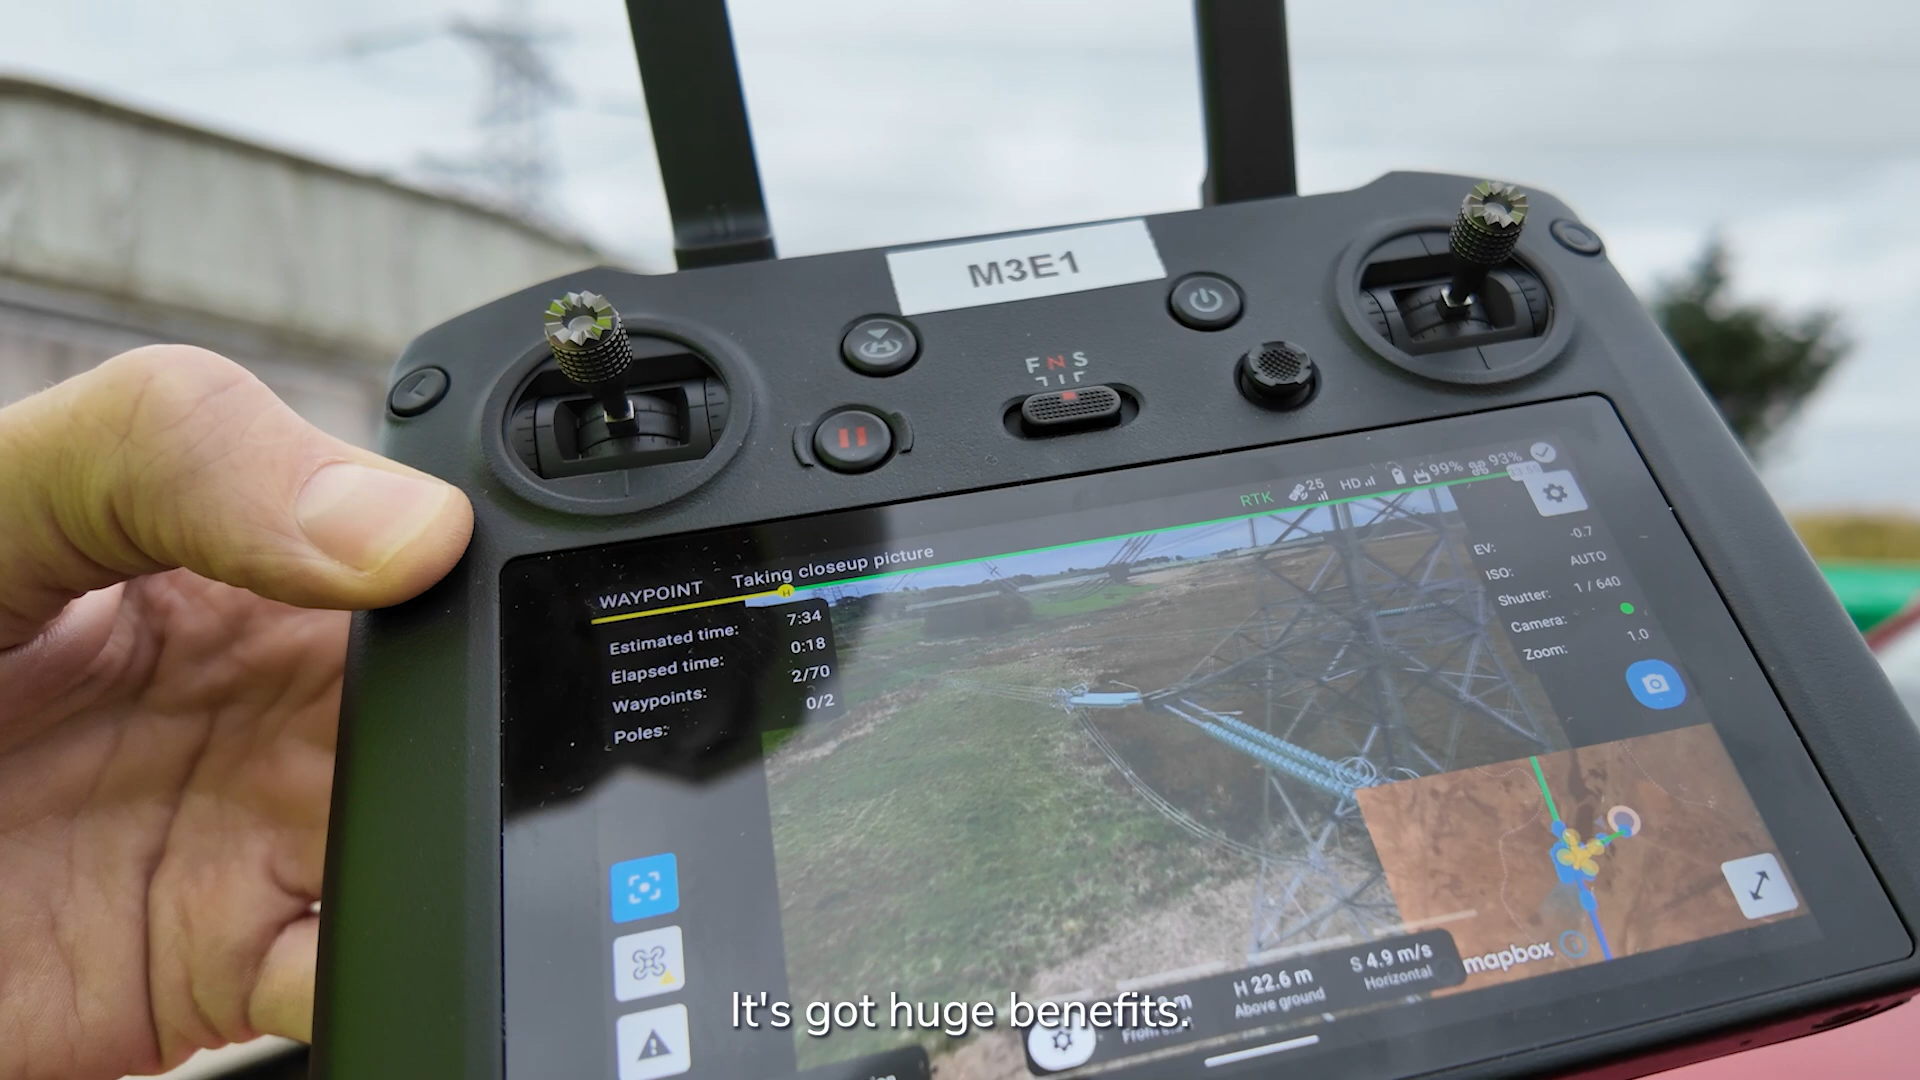 M3E1
F N S
RTK 25 HD 99% 93%
WAYPOINT Taking closeup picture
Estimated time: 7:34
Elapsed time: 0:18
Waypoints: 2/70
Poles: 0/2
EV: -0.7
ISO: AUTO
Shutter: 1 / 640
Camera:
Zoom: 1.0
H 22.6 m
Above ground
S 4.9 m/s
Horizontal
mapbox
It's got huge benefits.